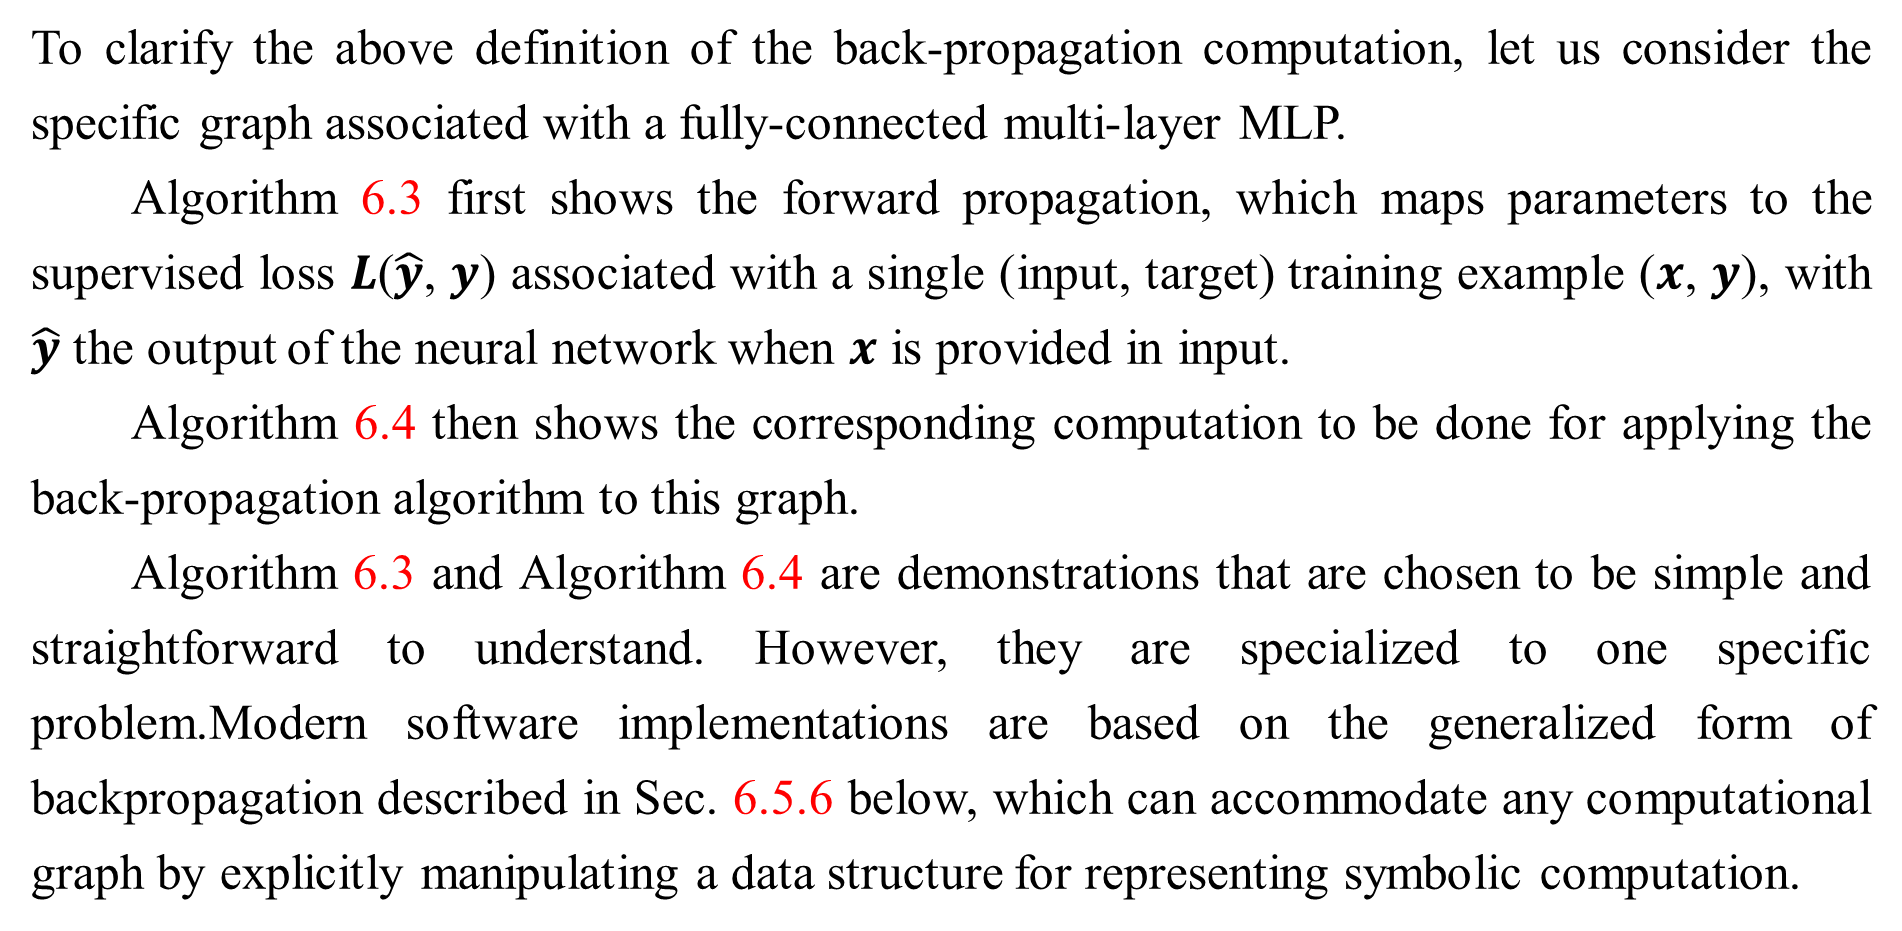 To clarify the above definition of the back-propagation computation, let us consider the
specific graph associated with a fully-connected multi-layer MLP.
Algorithm 6.3 first shows the forward propagation, which maps parameters to the
supervised loss L(ŷ, y) associated with a single (input, target) training example (x, y), with
ŷ the output of the neural network when x is provided in input.
Algorithm 6.4 then shows the corresponding computation to be done for applying the
back-propagation algorithm to this graph.
Algorithm 6.3 and Algorithm 6.4 are demonstrations that are chosen to be simple and
straightforward to understand. However, they are specialized to one specific
problem.Modern software implementations are based on the generalized form of
backpropagation described in Sec. 6.5.6 below, which can accommodate any computational
graph by explicitly manipulating a data structure for representing symbolic computation.